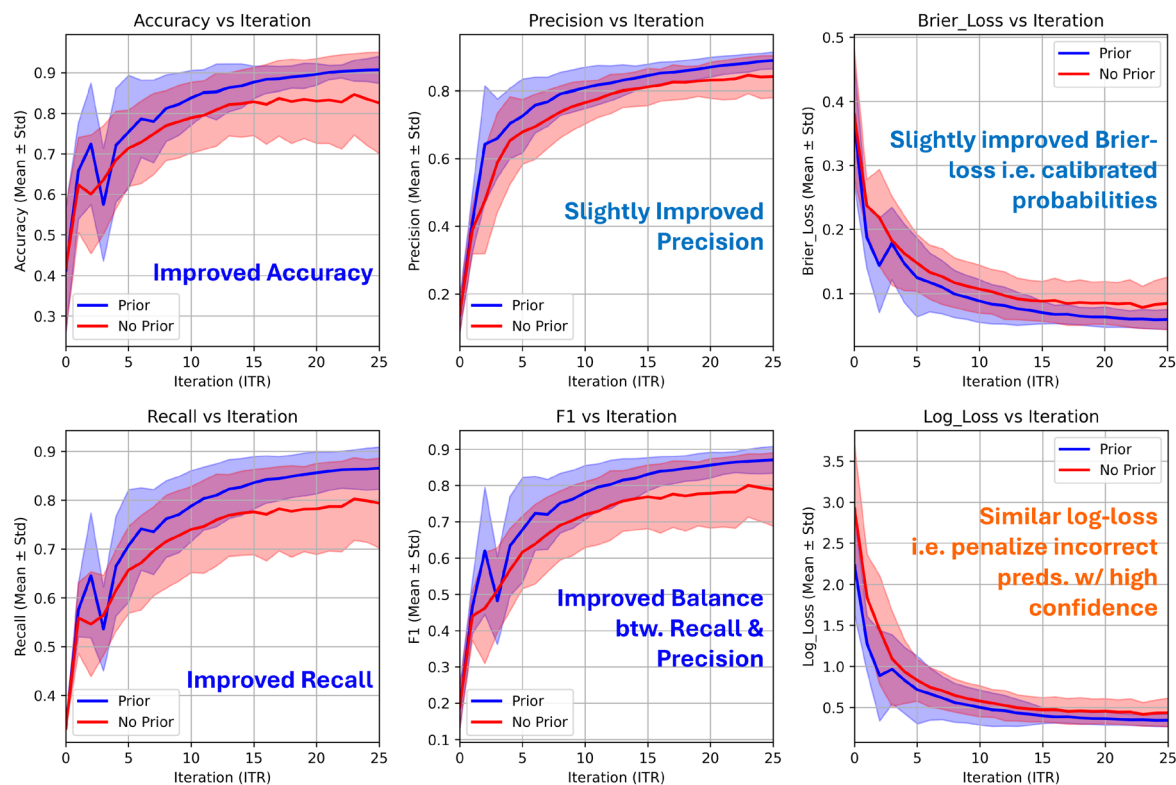 Accuracy vs Iteration
Accuracy (Mean ± Std)
0.9
0.8
0.7
0.6
0.5
0.4
0.3
Improved Accuracy
Prior
No Prior
0 5 10 15 20 25
Iteration (ITR)
Precision vs Iteration
Precision (Mean ± Std)
0.8
0.6
0.4
0.2
Slightly Improved
Precision
Prior
No Prior
0 5 10 15 20 25
Iteration (ITR)
Brier_Loss vs Iteration
Brier_Loss (Mean ± Std)
0.5
0.4
0.3
0.2
0.1
Prior
No Prior
Slightly improved Brier-
loss i.e. calibrated
probabilities
0 5 10 15 20 25
Iteration (ITR)
Recall vs Iteration
Recall (Mean ± Std)
0.9
0.8
0.7
0.6
0.5
0.4
Improved Recall
Prior
No Prior
0 5 10 15 20 25
Iteration (ITR)
F1 vs Iteration
F1 (Mean ± Std)
0.9
0.8
0.7
0.6
0.5
0.4
0.3
0.2
0.1
Improved Balance
btw. Recall &
Precision
Prior
No Prior
0 5 10 15 20 25
Iteration (ITR)
Log_Loss vs Iteration
Log_Loss (Mean ± Std)
3.5
3.0
2.5
2.0
1.5
1.0
0.5
Prior
No Prior
Similar log-loss
i.e. penalize incorrect
preds. w/ high
confidence
0 5 10 15 20 25
Iteration (ITR)